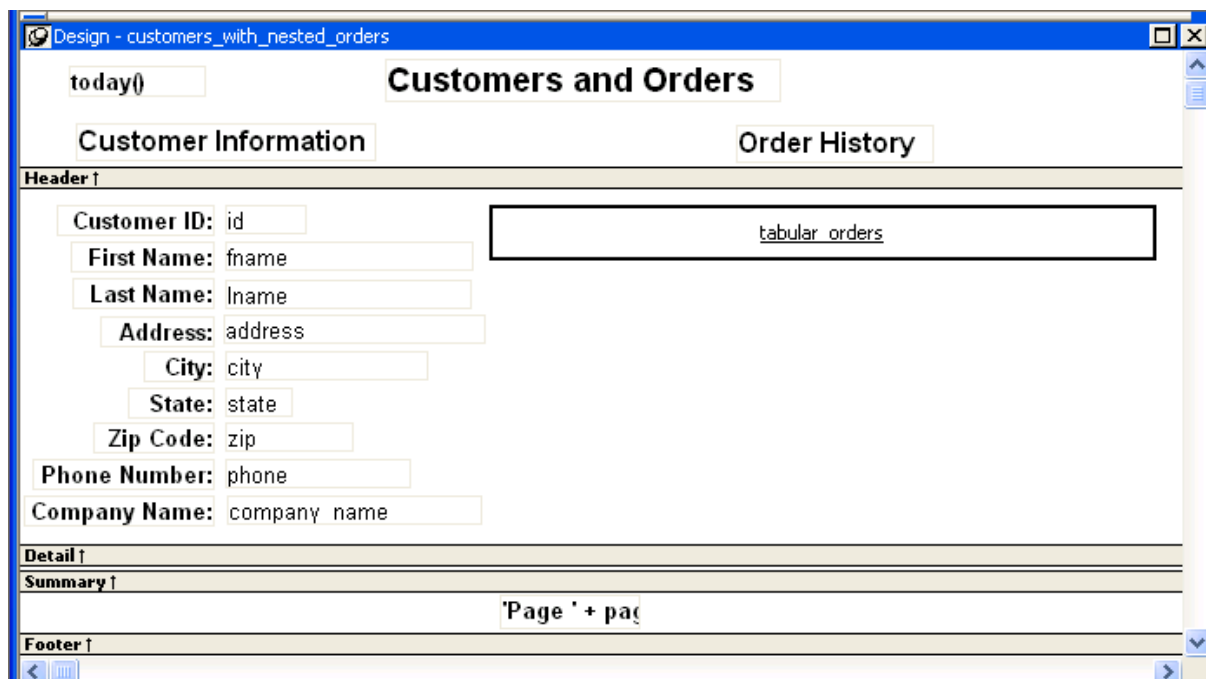 Design - customers_with_nested_orders
today() Customers and Orders
Customer Information Order History
Header ↑
Customer ID: id tabular_orders
First Name: fname
Last Name: lname
Address: address
City: city
State: state
Zip Code: zip
Phone Number: phone
Company Name: company_name
Detail ↑
Summary ↑
'Page ' + pag
Footer ↑